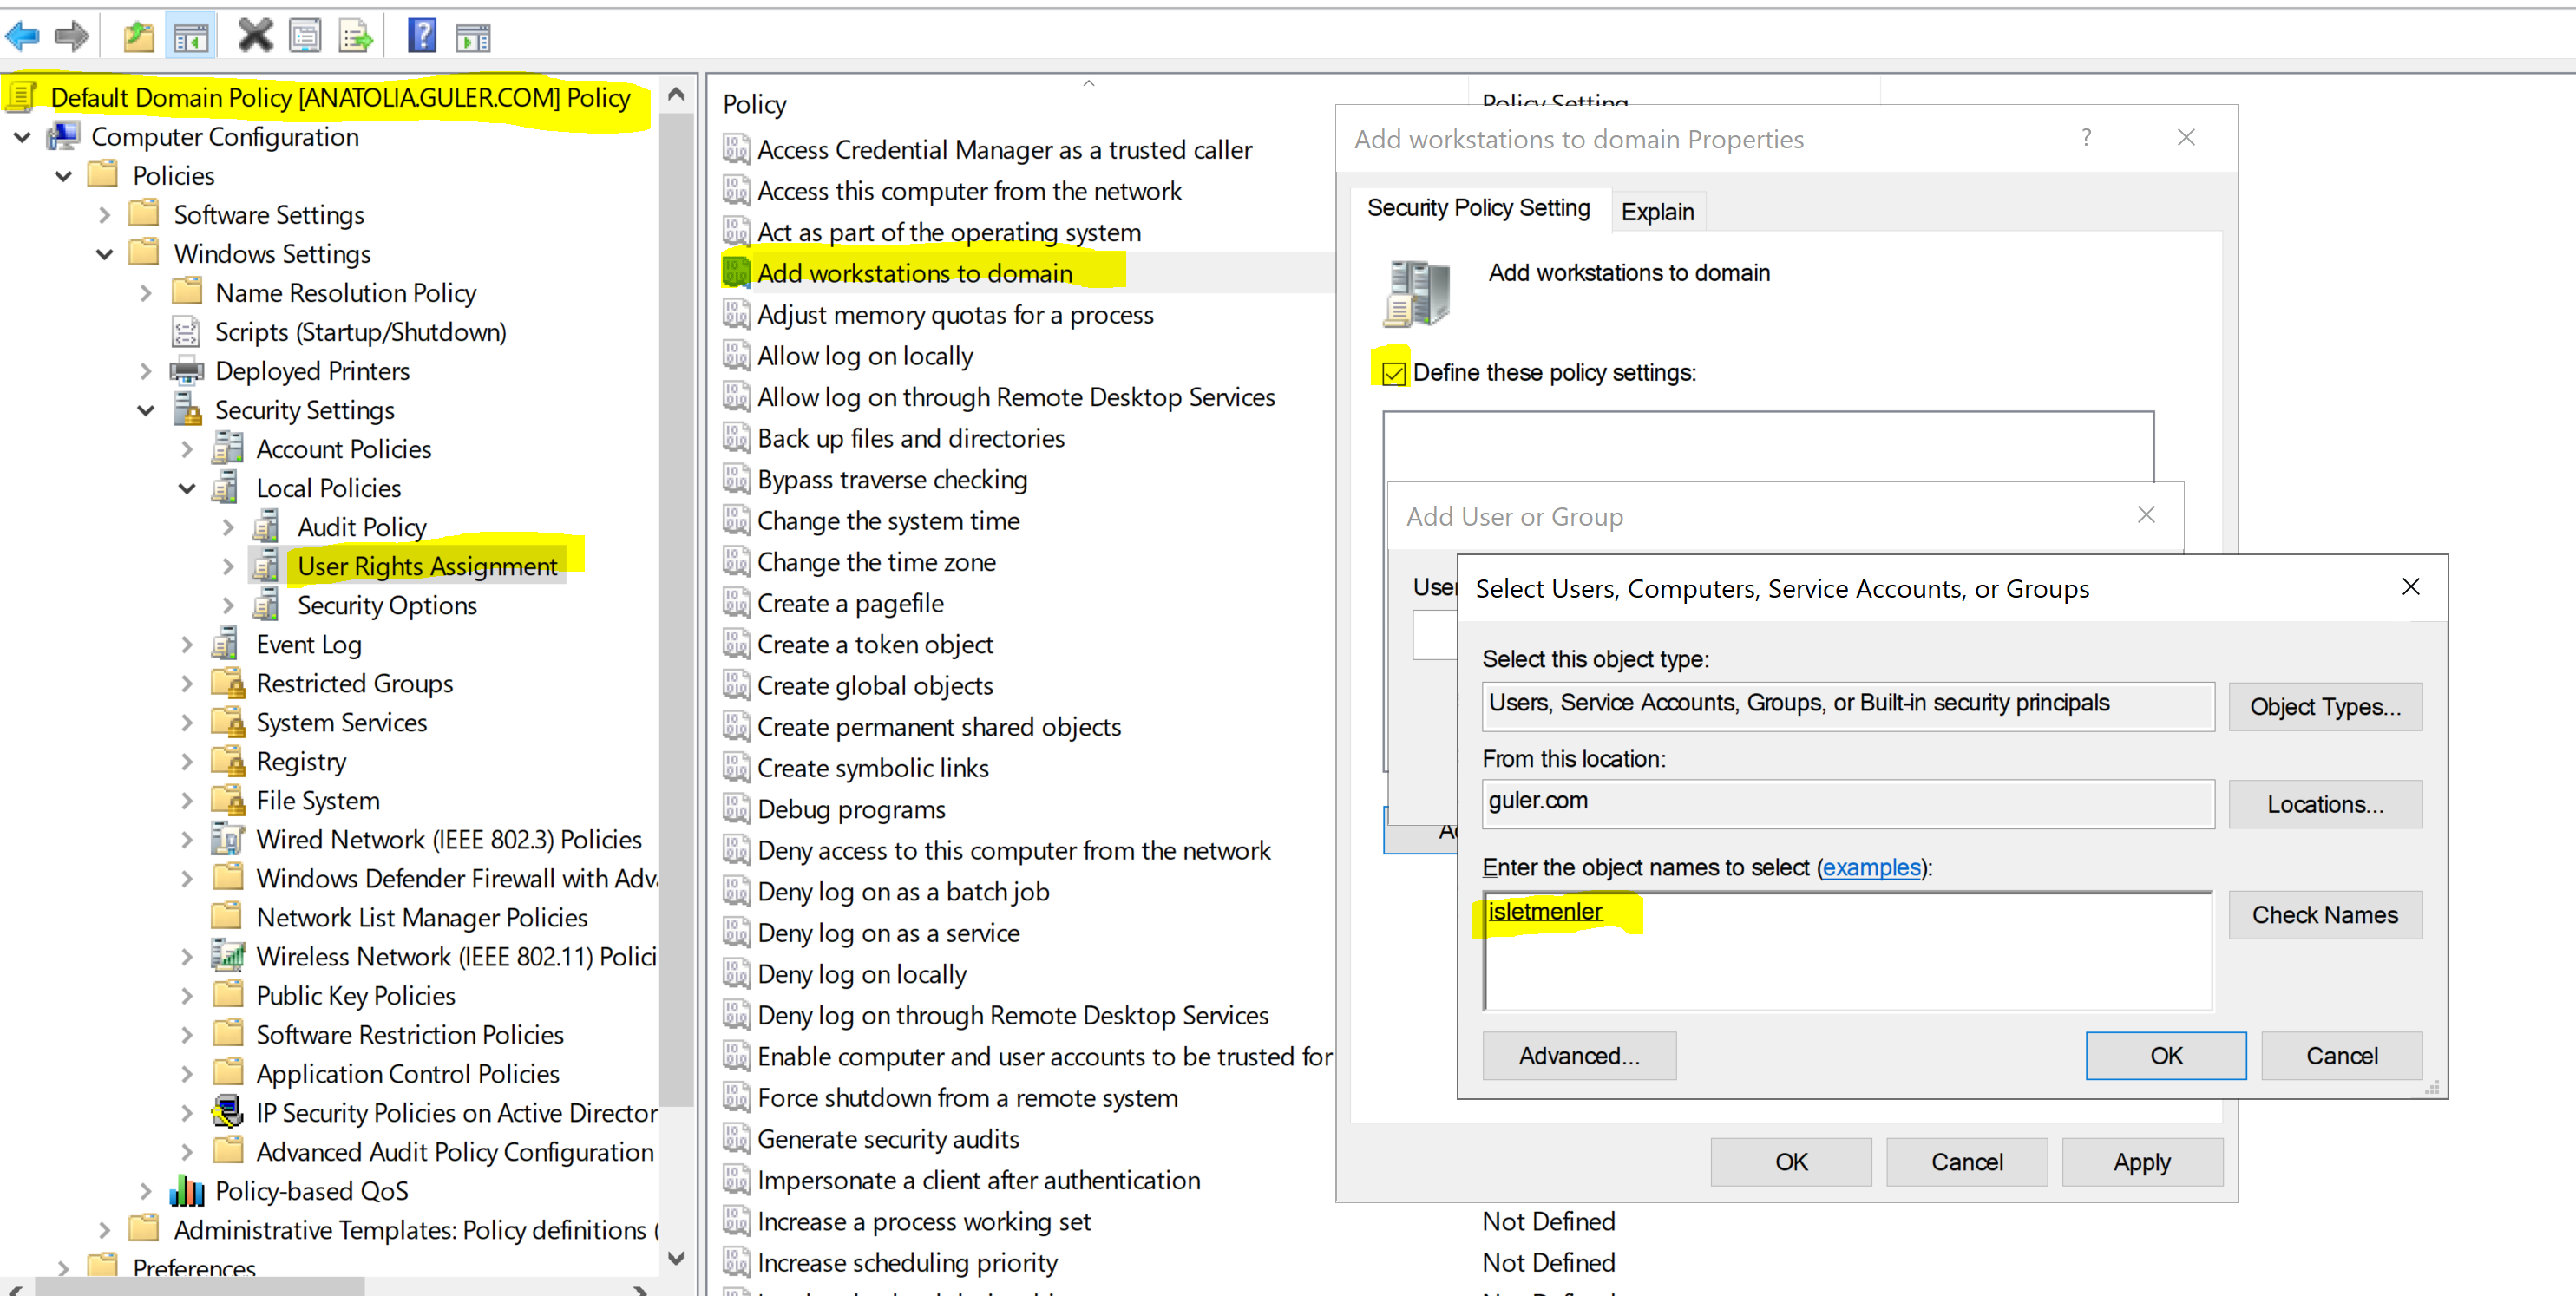 Default Domain Policy [ANATOLIA.GULER.COM] Policy
Computer Configuration
Policies
Software Settings
Windows Settings
Name Resolution Policy
Scripts (Startup/Shutdown)
Deployed Printers
Security Settings
Account Policies
Local Policies
Audit Policy
User Rights Assignment
Security Options
Event Log
Restricted Groups
System Services
Registry
File System
Wired Network (IEEE 802.3) Policies
Windows Defender Firewall with Adv
Network List Manager Policies
Wireless Network (IEEE 802.11) Polici
Public Key Policies
Software Restriction Policies
Application Control Policies
IP Security Policies on Active Director
Advanced Audit Policy Configuration
Policy-based QoS
Administrative Templates: Policy definitions (
Preferences
Policy
Policy Setting
Access Credential Manager as a trusted caller
Access this computer from the network
Act as part of the operating system
Add workstations to domain
Adjust memory quotas for a process
Allow log on locally
Allow log on through Remote Desktop Services
Back up files and directories
Bypass traverse checking
Change the system time
Change the time zone
Create a pagefile
Create a token object
Create global objects
Create permanent shared objects
Create symbolic links
Debug programs
Deny access to this computer from the network
Deny log on as a batch job
Deny log on as a service
Deny log on locally
Deny log on through Remote Desktop Services
Enable computer and user accounts to be trusted for
Force shutdown from a remote system
Generate security audits
Impersonate a client after authentication
Increase a process working set
Not Defined
Increase scheduling priority
Not Defined
Add workstations to domain Properties
Security Policy Setting
Explain
Add workstations to domain
Define these policy settings:
Add User or Group
User
Select Users, Computers, Service Accounts, or Groups
Select this object type:
Users, Service Accounts, Groups, or Built-in security principals
Object Types...
From this location:
guler.com
Locations...
Enter the object names to select (examples):
isletmenler
Check Names
Advanced...
OK
Cancel
OK
Cancel
Apply